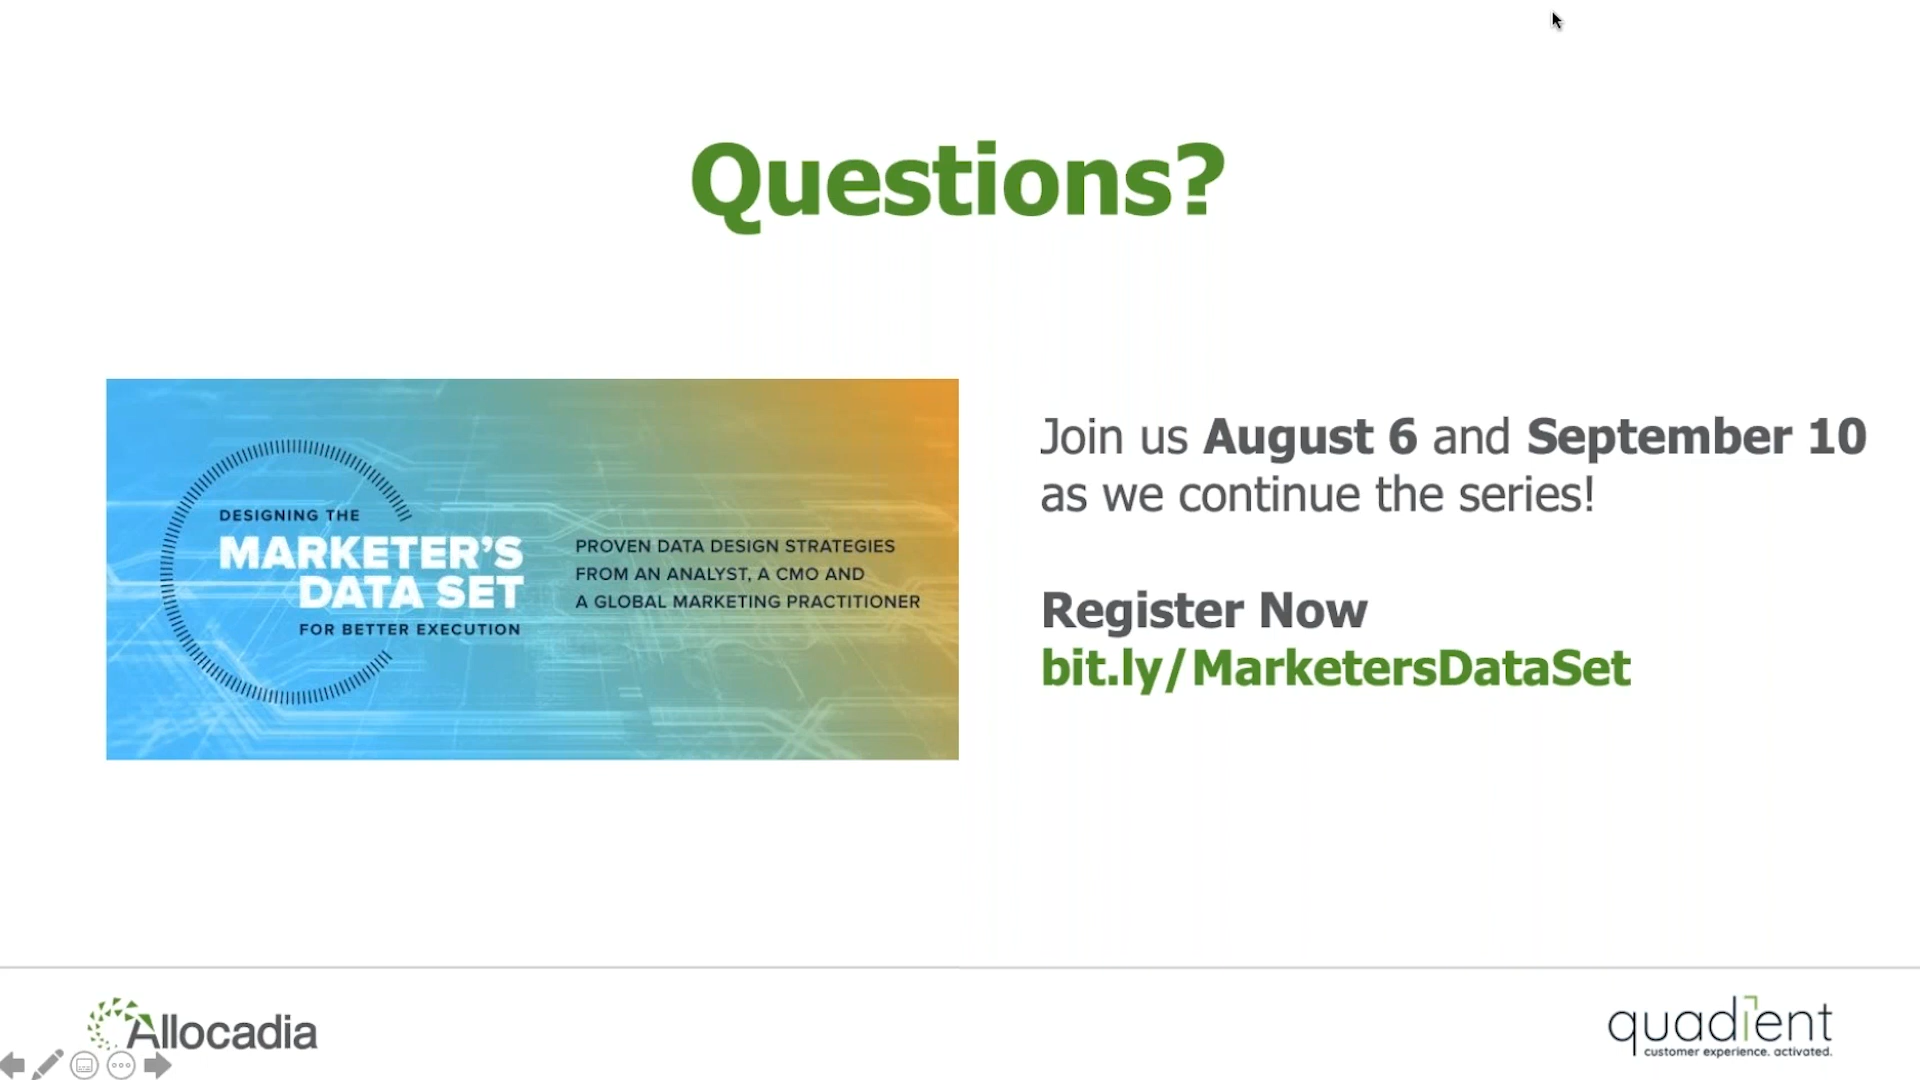 Questions?
DESIGNING THE
MARKETER'S
DATA SET
FOR BETTER EXECUTION
PROVEN DATA DESIGN STRATEGIES
FROM AN ANALYST, A CMO AND
A GLOBAL MARKETING PRACTITIONER
Join us August 6 and September 10
as we continue the series!
Register Now
bit.ly/MarketersDataSet
Allocadia
quadient
customer experience. activated.